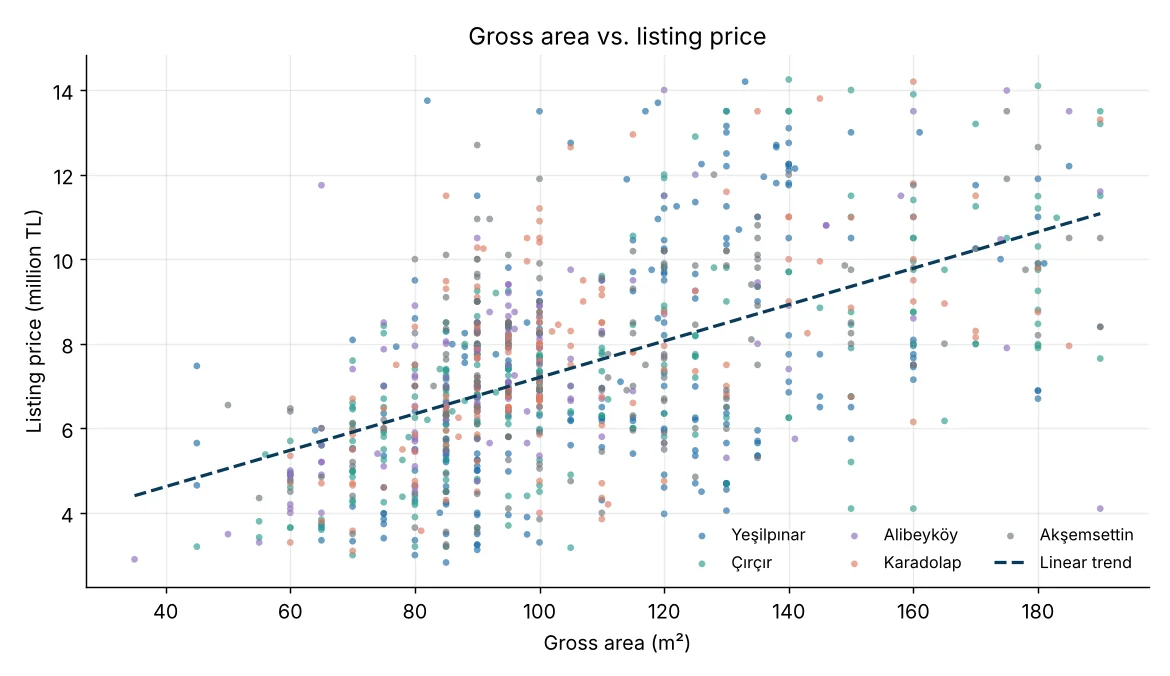 Gross area vs. listing price
Listing price (million TL)
14
12
10
8
6
4
40 60 80 100 120 140 160 180
Gross area (m²)
Yeşilpınar Alibeyköy Akşemsettin
Çırçır Karadolap Linear trend